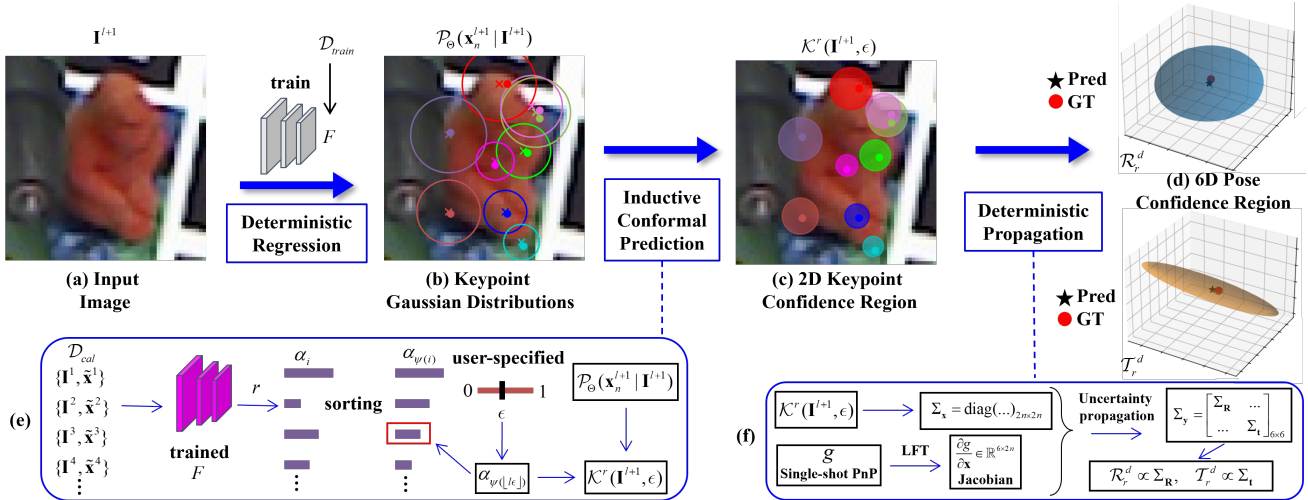 I^{l+1}
D_{train}
train
F
Deterministic
Regression
(a) Input
Image
P_Θ(x_n^{l+1} | I^{l+1})
(b) Keypoint
Gaussian Distributions
Inductive
Conformal
Prediction
K^r(I^{l+1}, ϵ)
(c) 2D Keypoint
Confidence Region
Deterministic
Propagation
Pred
GT
R_r^d
(d) 6D Pose
Confidence Region
Pred
GT
T_r^d
(e)
D_{cal}
{I^1, x̃^1}
{I^2, x̃^2}
{I^3, x̃^3}
{I^4, x̃^4}
trained
F
r
α_i
sorting
α_{ψ(i)}
user-specified
0 1
ϵ
α_{ψ(⌊lϵ⌋)}
P_Θ(x_n^{l+1} | I^{l+1})
K^r(I^{l+1}, ϵ)
(f)
K^r(I^{l+1}, ϵ)
Σ_x = diag(...)_{2n×2n}
g
Single-shot PnP
LFT
∂g/∂x ∈ ℝ^{6×2n}
Jacobian
Uncertainty
propagation
Σ_y = [Σ_R ... ; ... Σ_t]_{6×6}
R_r^d ∝ Σ_R, T_r^d ∝ Σ_t